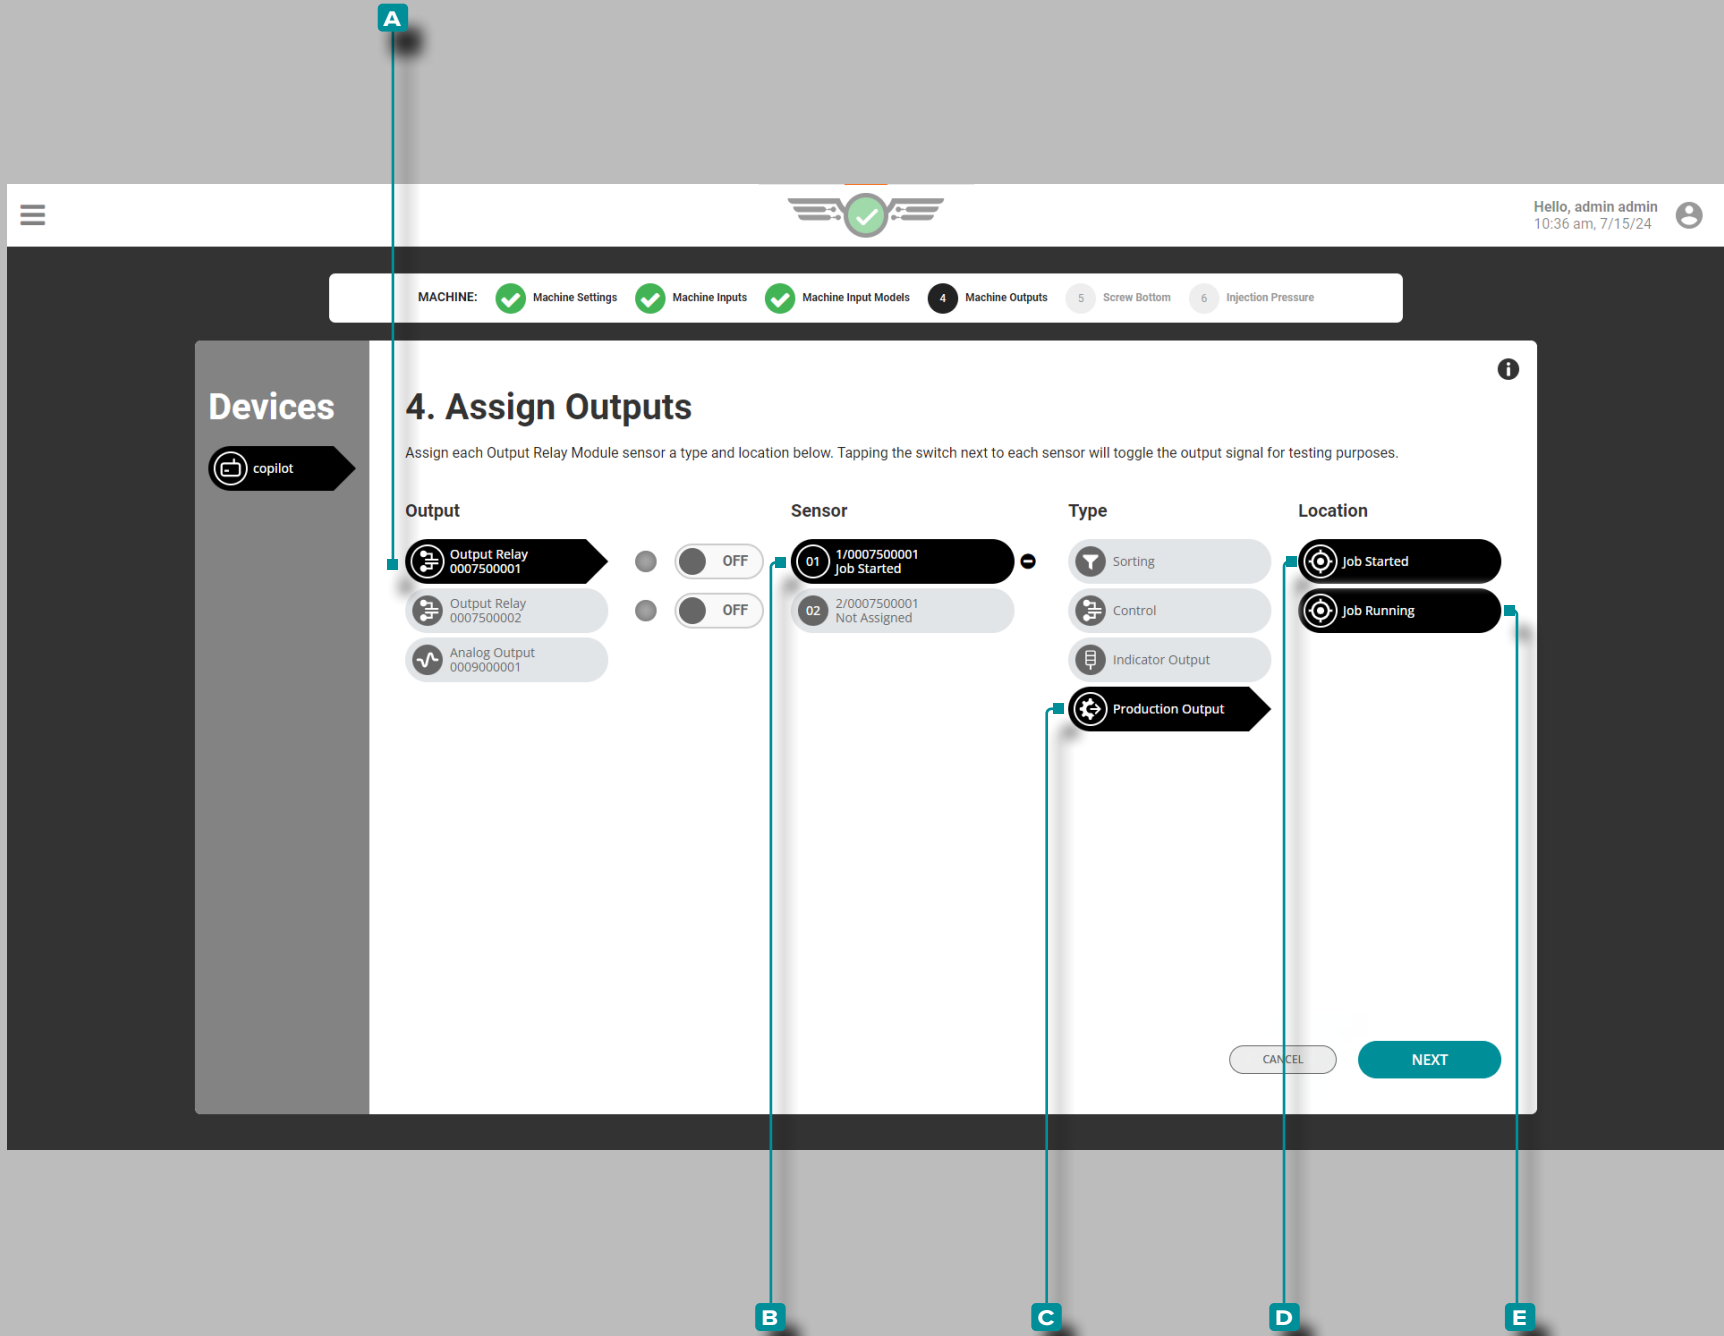 A
Hello, admin admin
10:36 am, 7/15/24
MACHINE: Machine Settings Machine Inputs Machine Input Models 4 Machine Outputs 5 Screw Bottom 6 Injection Pressure
Devices
copilot
4. Assign Outputs
Assign each Output Relay Module sensor a type and location below. Tapping the switch next to each sensor will toggle the output signal for testing purposes.
Output Sensor Type Location
Output Relay
0007500001
OFF
01 1/0007500001
Job Started
Sorting
Job Started
Output Relay
0007500002
OFF
02 2/0007500001
Not Assigned
Control
Job Running
Analog Output
0009000001
Indicator Output
Production Output
CANCEL NEXT
B C D E